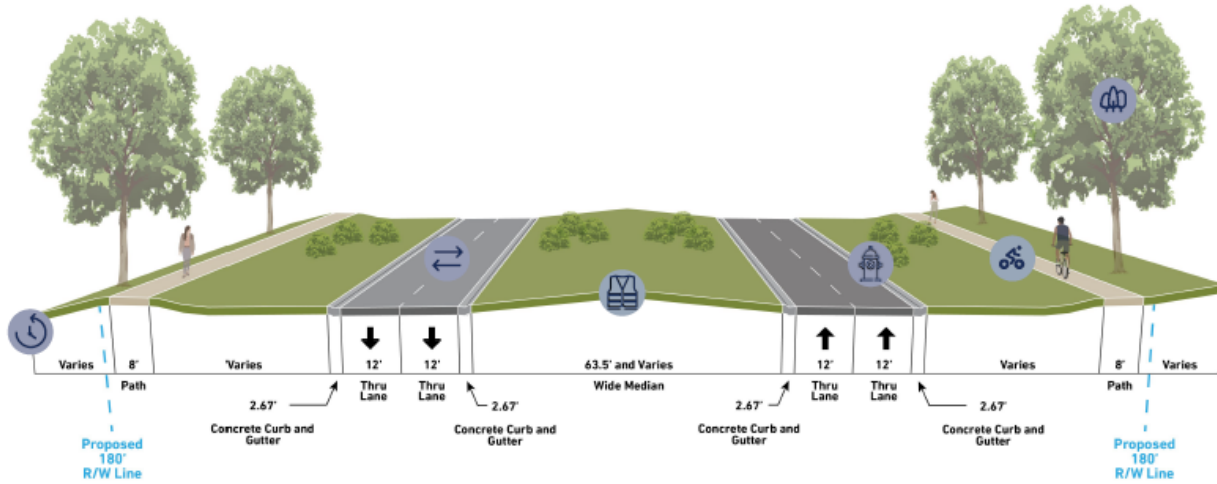 Varies
8'
Varies
12'
12'
63.5' and Varies
12'
12'
Varies
8'
Varies
Path
Thru
Lane
Thru
Lane
Wide Median
Thru
Lane
Thru
Lane
Path
2.67'
Concrete Curb and
Gutter
2.67'
Concrete Curb and
Gutter
2.67'
Concrete Curb and
Gutter
2.67'
Concrete Curb and
Gutter
Proposed
180'
R/W Line
Proposed
180'
R/W Line